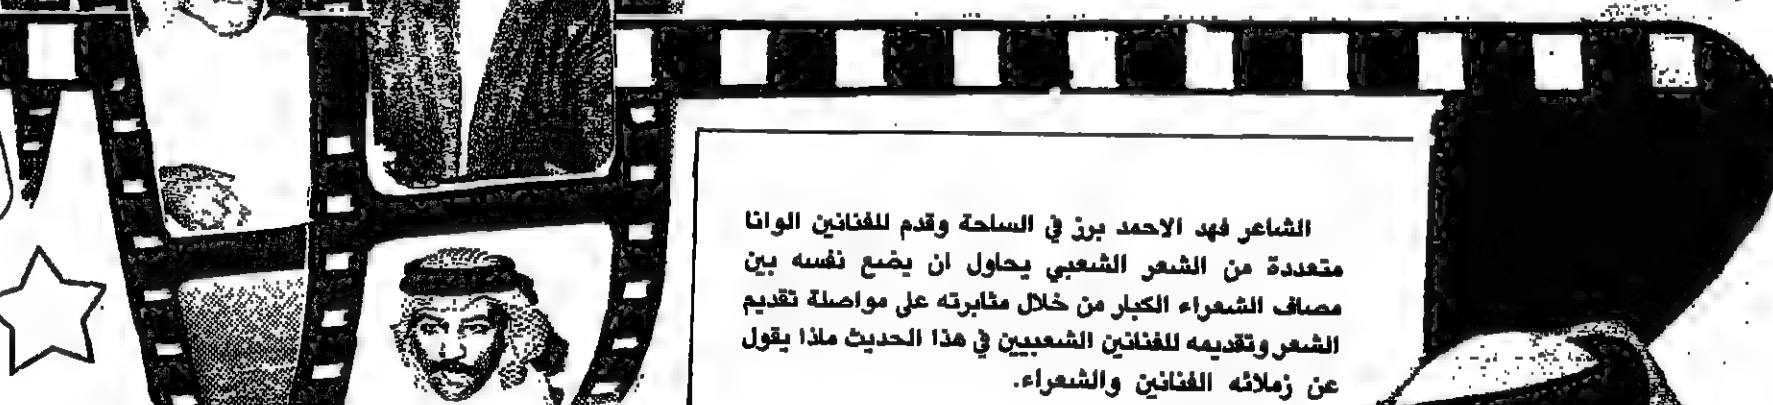 الشاعر فهد الاحمد برز في الساحة وقدم للفنانين الوانا
متعددة من الشعر الشعبي يحاول ان يضع نفسه بين
مصاف الشعراء الكبار من خلال مثابرته على مواصلة تقديم
الشعر وتقديمه للفنانين الشعبيين في هذا الحديث ماذا يقول
عن زملائه الفنانين والشعراء.